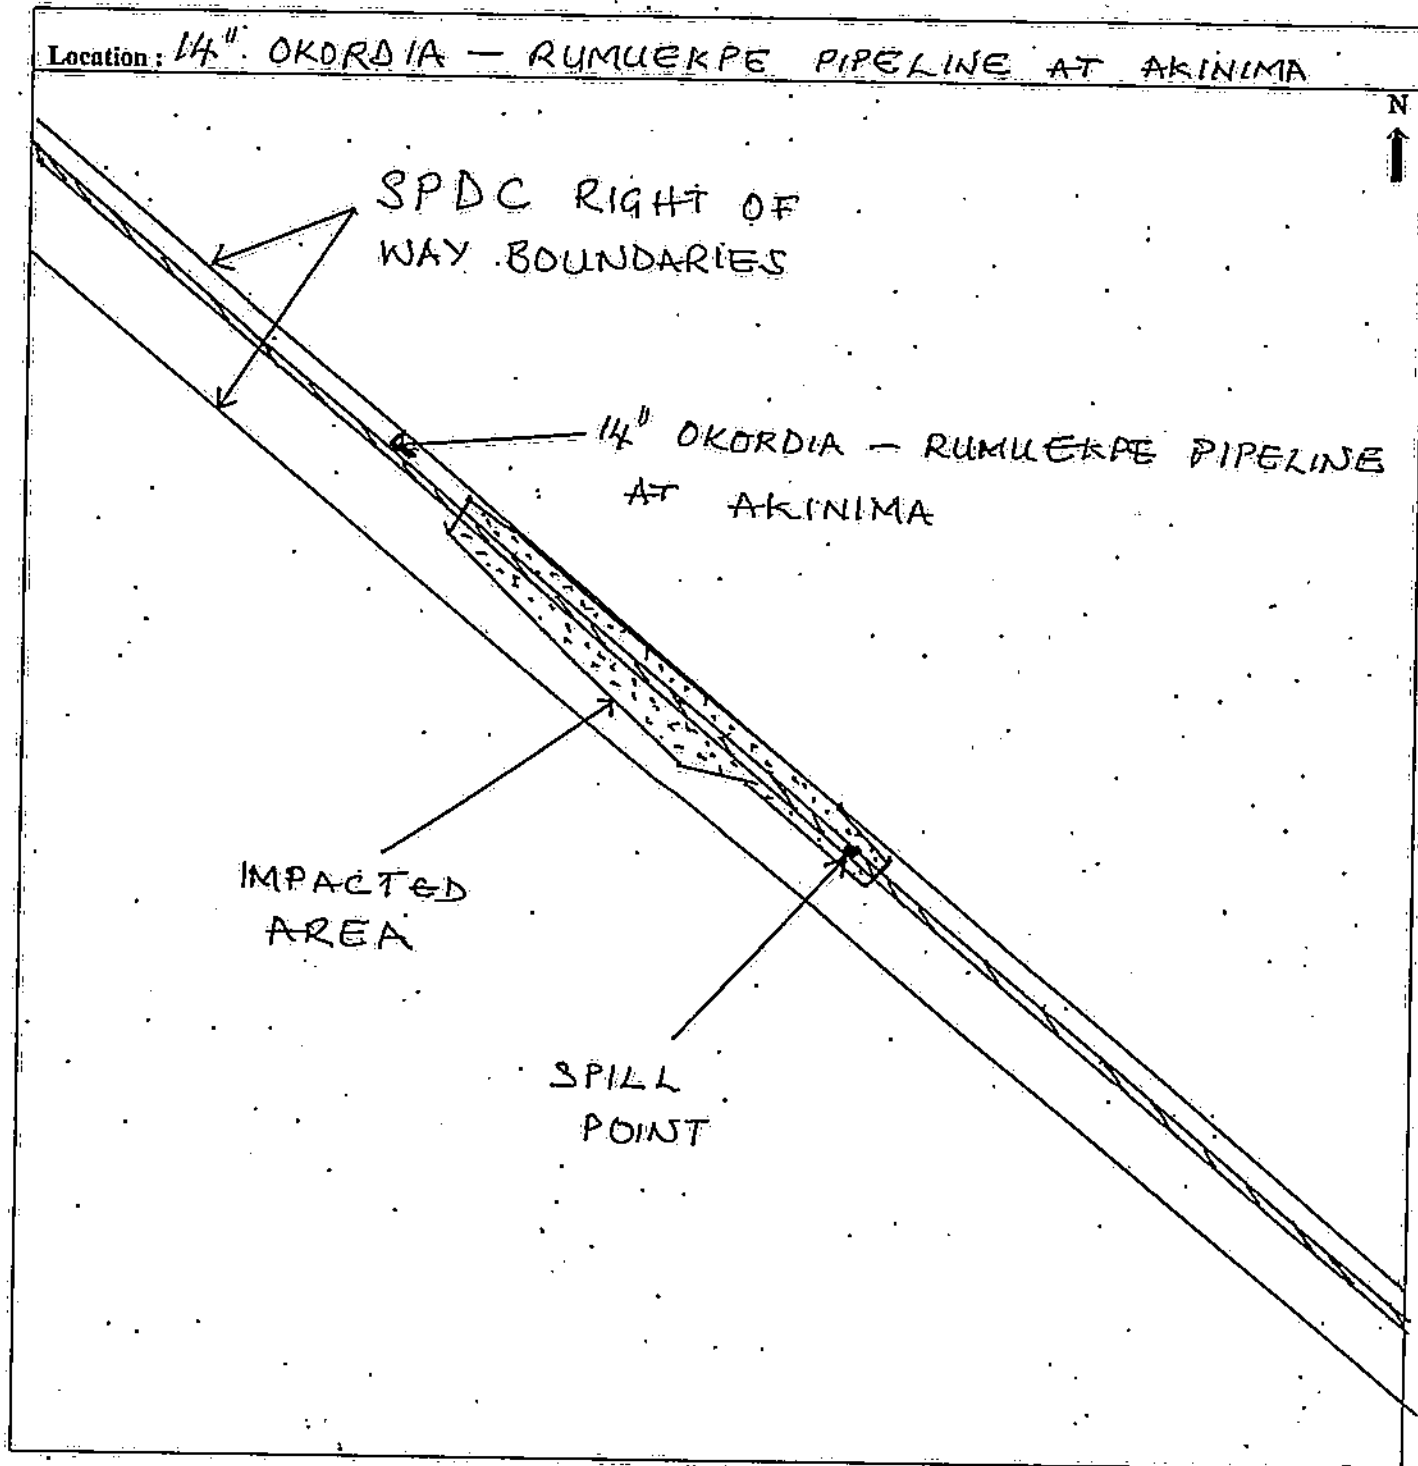 Location: 14" OKORDIA — RUMUEKPE PIPELINE AT AKINIMA
N
SPDC RIGHT OF
WAY BOUNDARIES
14" OKORDIA — RUMUEKPE PIPELINE
AT AKINIMA
IMPACTED
AREA
SPILL
POINT